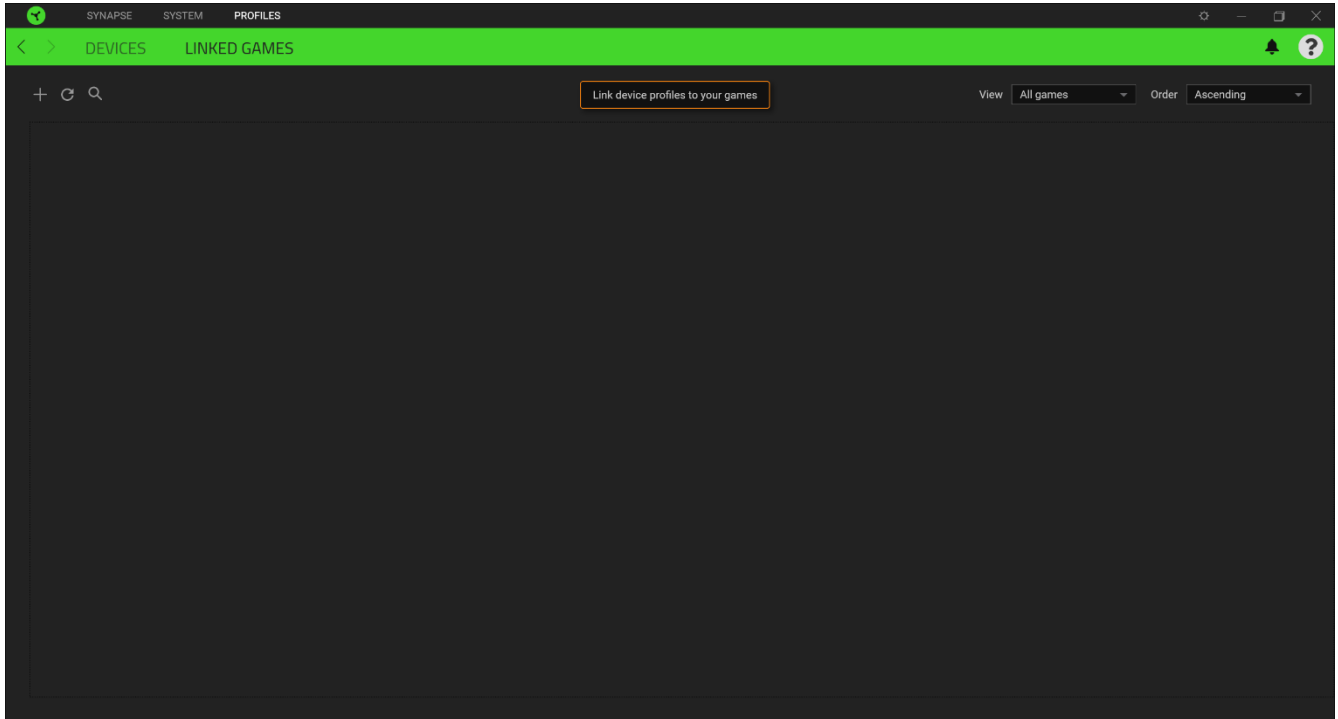 SYNAPSE SYSTEM PROFILES
DEVICES LINKED GAMES ?
Link device profiles to your games View All games Order Ascending